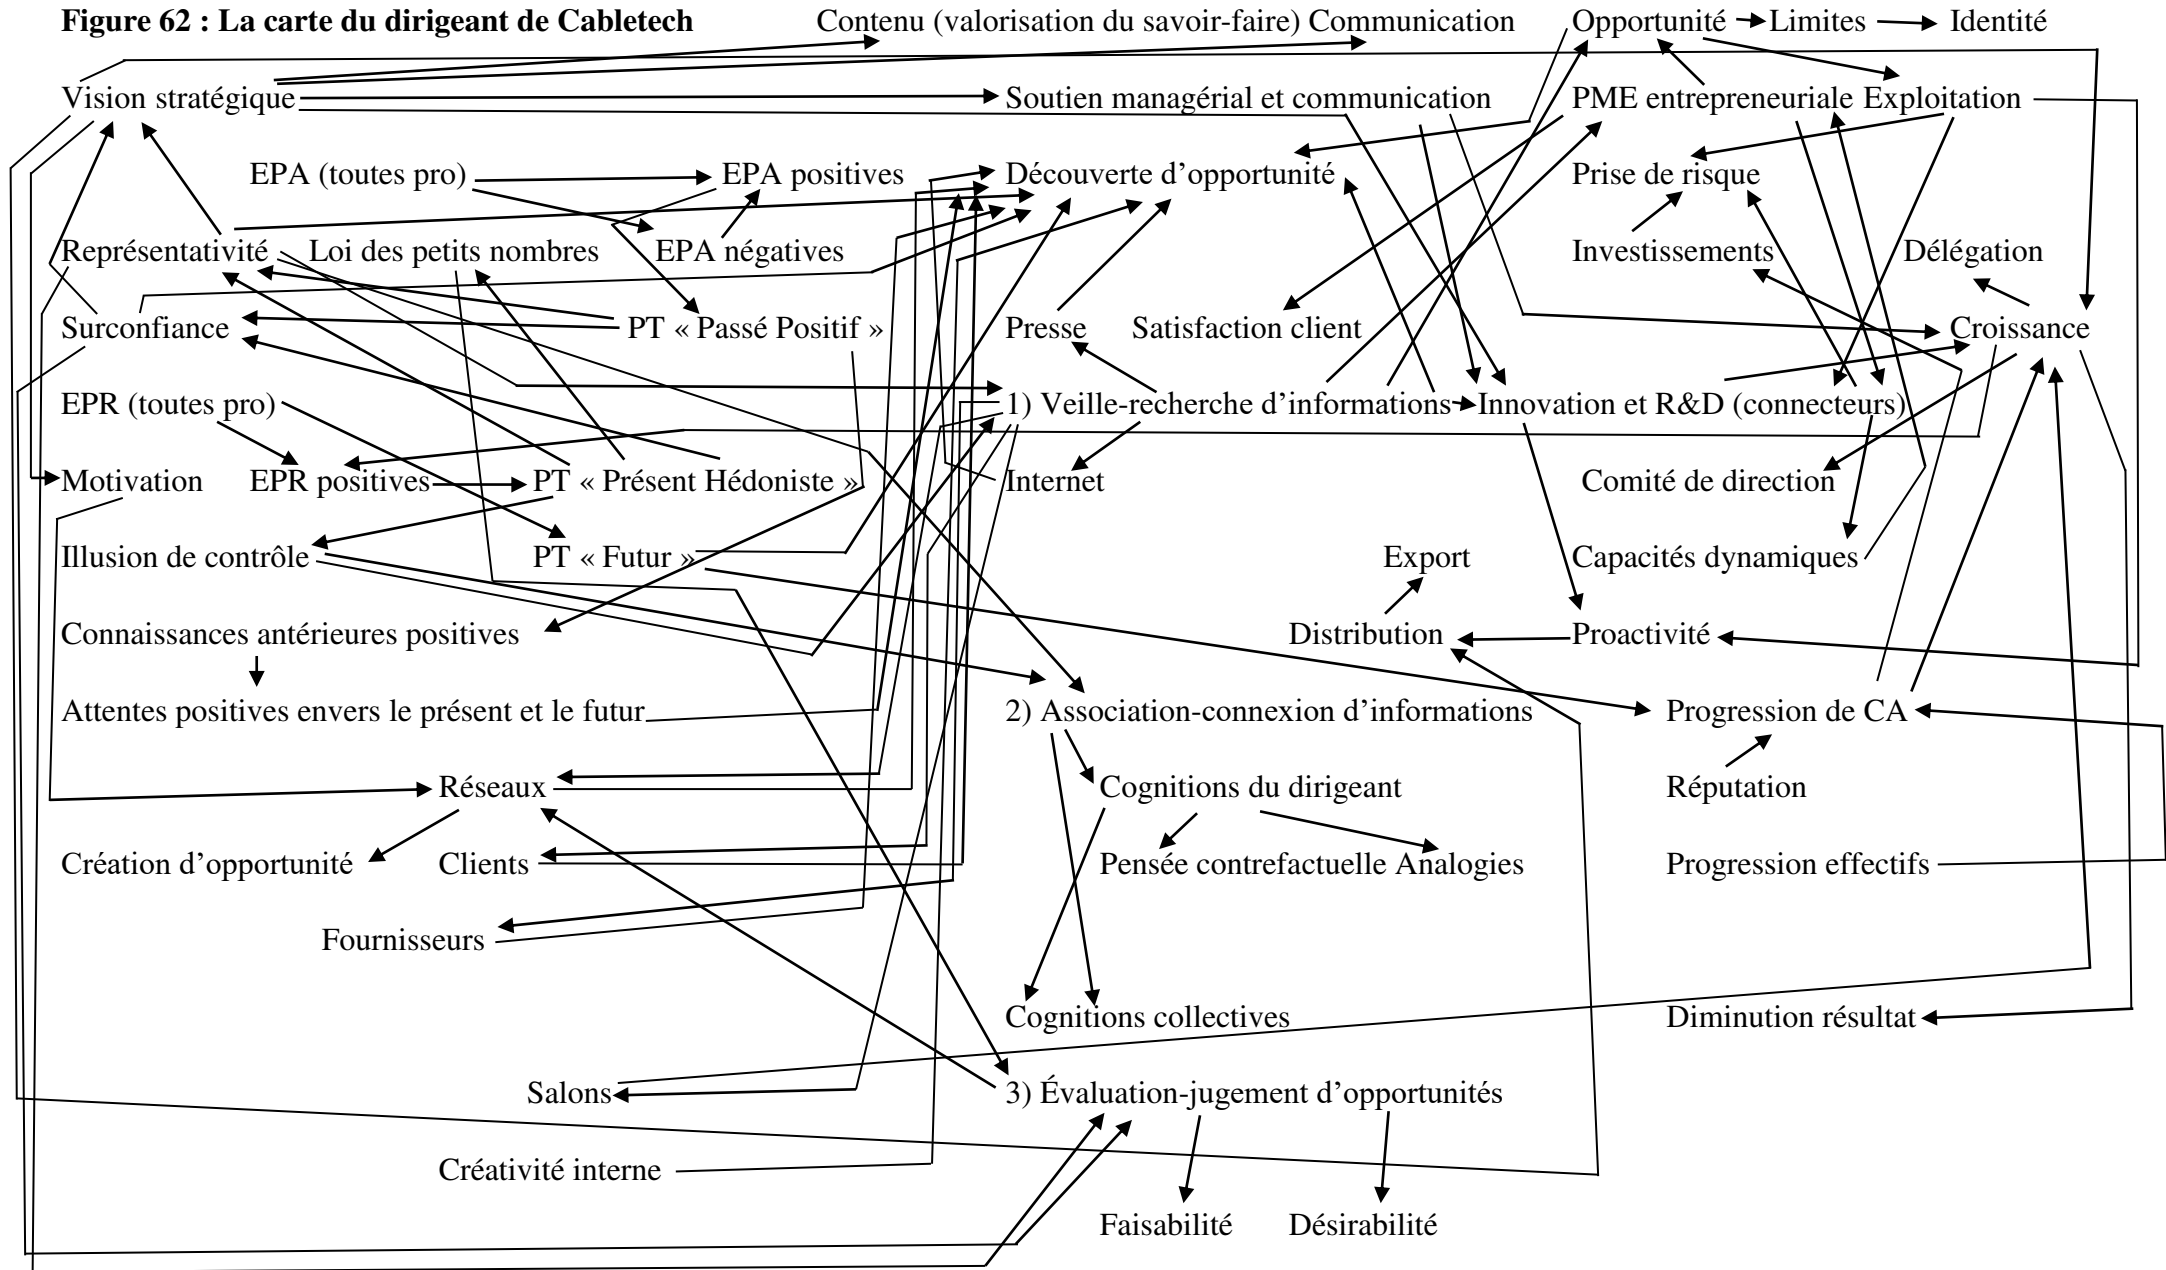 Figure 62 : La carte du dirigeant de Cabletech Contenu (valorisation du savoir-faire) Communication Opportunité Limites Identité
Vision stratégique Soutien managérial et communication PME entrepreneuriale Exploitation
EPA (toutes pro) EPA positives Découverte d’opportunité Prise de risque
Représentativité Loi des petits nombres EPA négatives Investissements Délégation
Surconfiance PT « Passé Positif » Presse Satisfaction client Croissance
EPR (toutes pro) 1) Veille-recherche d’informations Innovation et R&D (connecteurs)
Motivation EPR positives PT « Présent Hédoniste » Internet Comité de direction
Illusion de contrôle PT « Futur » Export Capacités dynamiques
Connaissances antérieures positives Distribution Proactivité
Attentes positives envers le présent et le futur 2) Association-connexion d’informations Progression de CA
Réseaux Cognitions du dirigeant Réputation
Création d’opportunité Clients Pensée contrefactuelle Analogies Progression effectifs
Fournisseurs
Cognitions collectives Diminution résultat
Salons 3) Évaluation-jugement d’opportunités
Créativité interne
Faisabilité Désirabilité